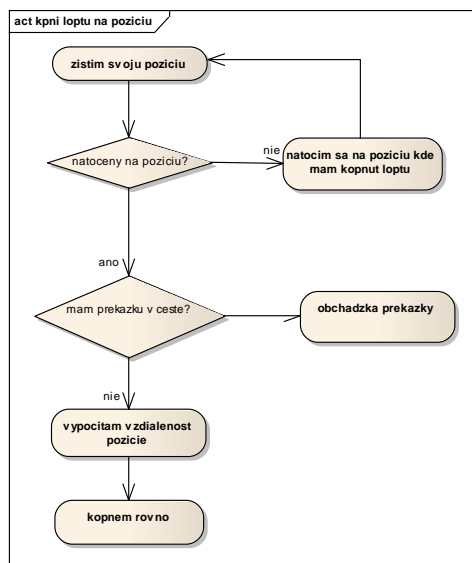 act kpni loptu na poziciu
zistim svoju poziciu
natoceny na poziciu?
nie
natocim sa na poziciu kde
mam kopnut loptu
ano
mam prekazku v ceste?
obchadzka prekazky
nie
vypocitam vzdialenost
pozicie
kopnem rovno